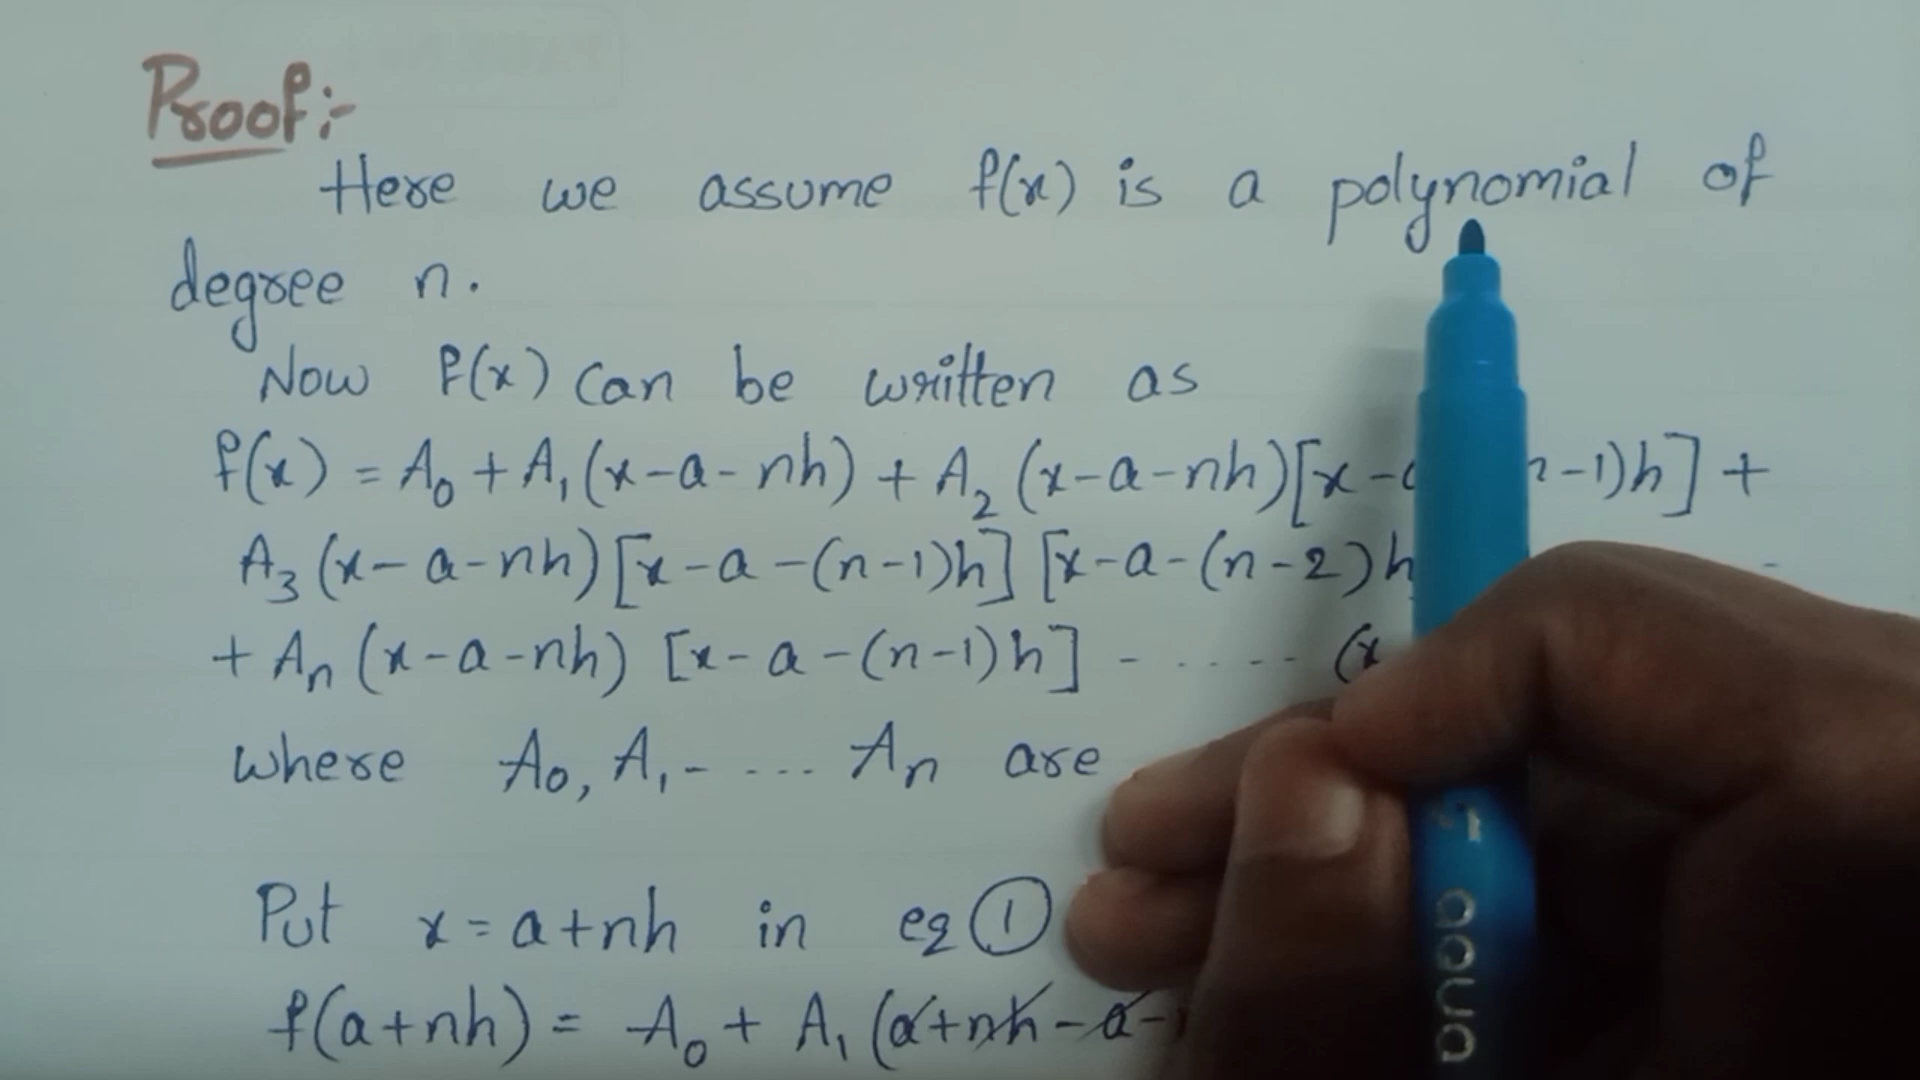 Proof:-
Here we assume f(x) is a polynomial of
degree n.
Now f(x) can be written as
f(x) = A₀ + A₁(x-a-nh) + A₂(x-a-nh)[x- n-1)h] +
A₃(x-a-nh)[x-a-(n-1)h][x-a-(n-2)h
+ Aₙ(x-a-nh) [x-a-(n-1)h] - ..... (x
where A₀, A₁ - .... Aₙ are
Put x = a+nh in eq ①
f(a+nh) = A₀ + A₁(a+nh-a-
aqua